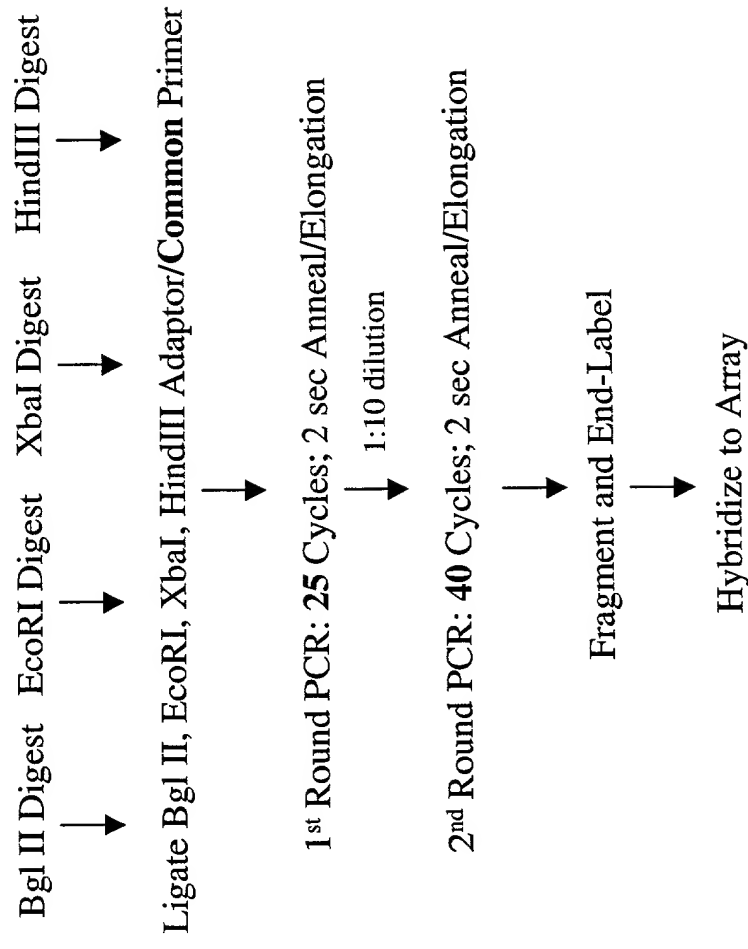 Bgl II Digest EcoRI Digest XbaI Digest HindIII Digest
Ligate Bgl II, EcoRI, XbaI, HindIII Adaptor/Common Primer
1st Round PCR: 25 Cycles; 2 sec Anneal/Elongation
1:10 dilution
2nd Round PCR: 40 Cycles; 2 sec Anneal/Elongation
Fragment and End-Label
Hybridize to Array